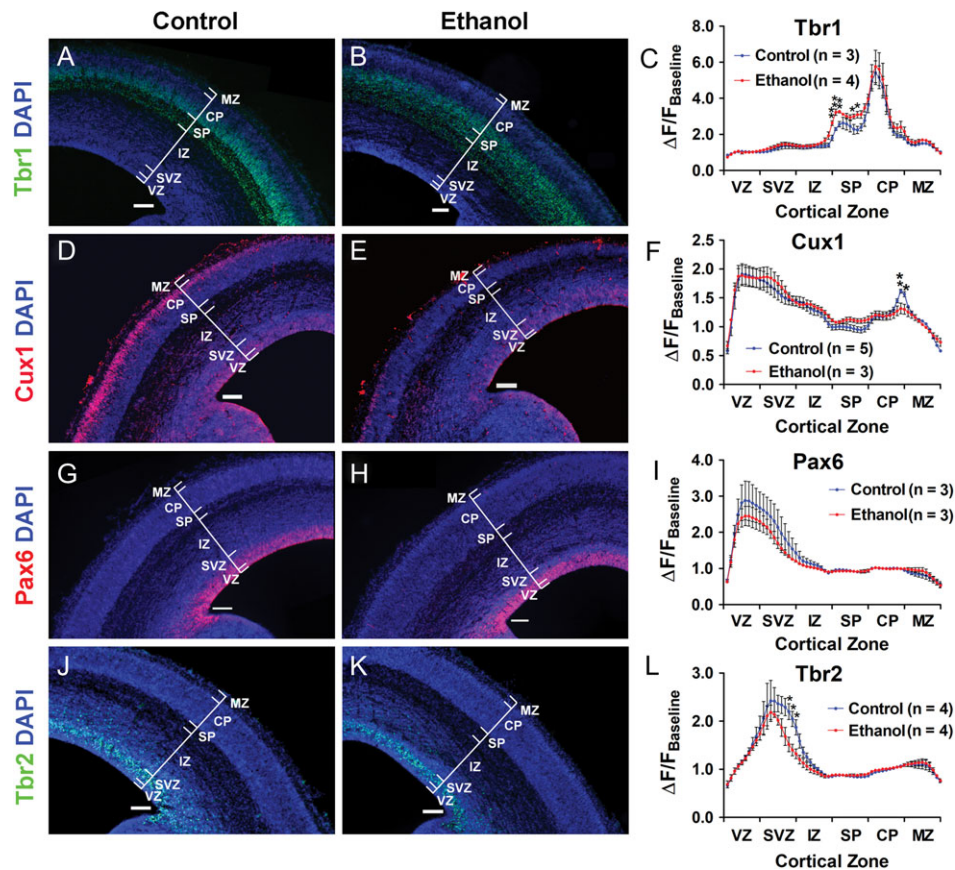 Control
Ethanol
Tbr1 DAPI
A
MZ
CP
SP
IZ
SVZ
VZ
B
MZ
CP
SP
IZ
SVZ
VZ
C
Tbr1
Control (n = 3)
Ethanol (n = 4)
ΔF/F Baseline
8.0
6.0
4.0
2.0
0.0
** ** ** * *
VZ SVZ IZ SP CP MZ
Cortical Zone
Cux1 DAPI
D
MZ
CP
SP
IZ
SVZ
VZ
E
MZ
CP
SP
IZ
SVZ
VZ
F
Cux1
ΔF/F Baseline
2.5
2.0
1.5
1.0
0.5
0.0
* * *
Control (n = 5)
Ethanol (n = 3)
VZ SVZ IZ SP CP MZ
Cortical Zone
Pax6 DAPI
G
MZ
CP
SP
IZ
SVZ
VZ
H
MZ
CP
SP
IZ
SVZ
VZ
I
Pax6
Control (n = 3)
Ethanol (n = 3)
ΔF/F Baseline
4.0
3.0
2.0
1.0
0.0
VZ SVZ IZ SP CP MZ
Cortical Zone
Tbr2 DAPI
J
MZ
CP
SP
IZ
SVZ
VZ
K
MZ
CP
SP
IZ
SVZ
VZ
L
Tbr2
Control (n = 4)
Ethanol (n = 4)
ΔF/F Baseline
3.0
2.0
1.0
0.0
* * *
VZ SVZ IZ SP CP MZ
Cortical Zone